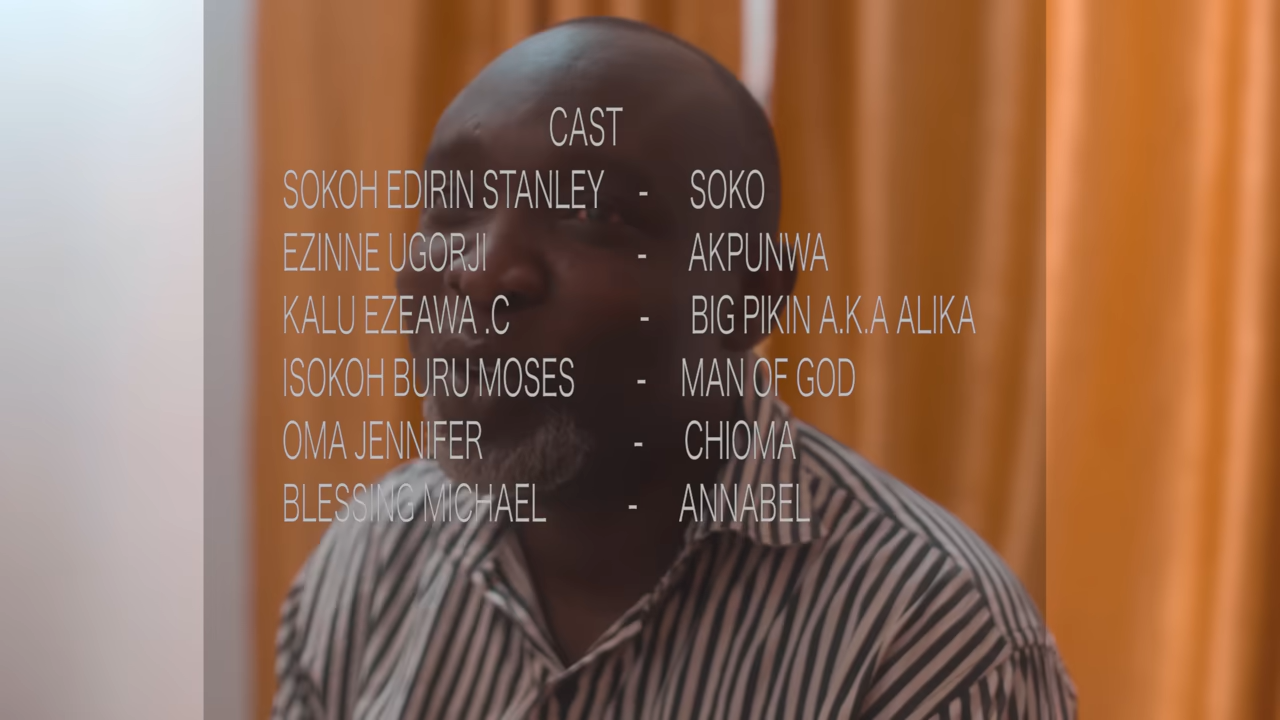 CAST
SOKOH EDIRIN STANLEY - SOKO
EZINNE UGORJI - AKPUNWA
KALU EZEAWA .C - BIG PIKIN A.K.A ALIKA
ISOKOH BURU MOSES - MAN OF GOD
OMA JENNIFER - CHIOMA
BLESSING MICHAEL - ANNABEL